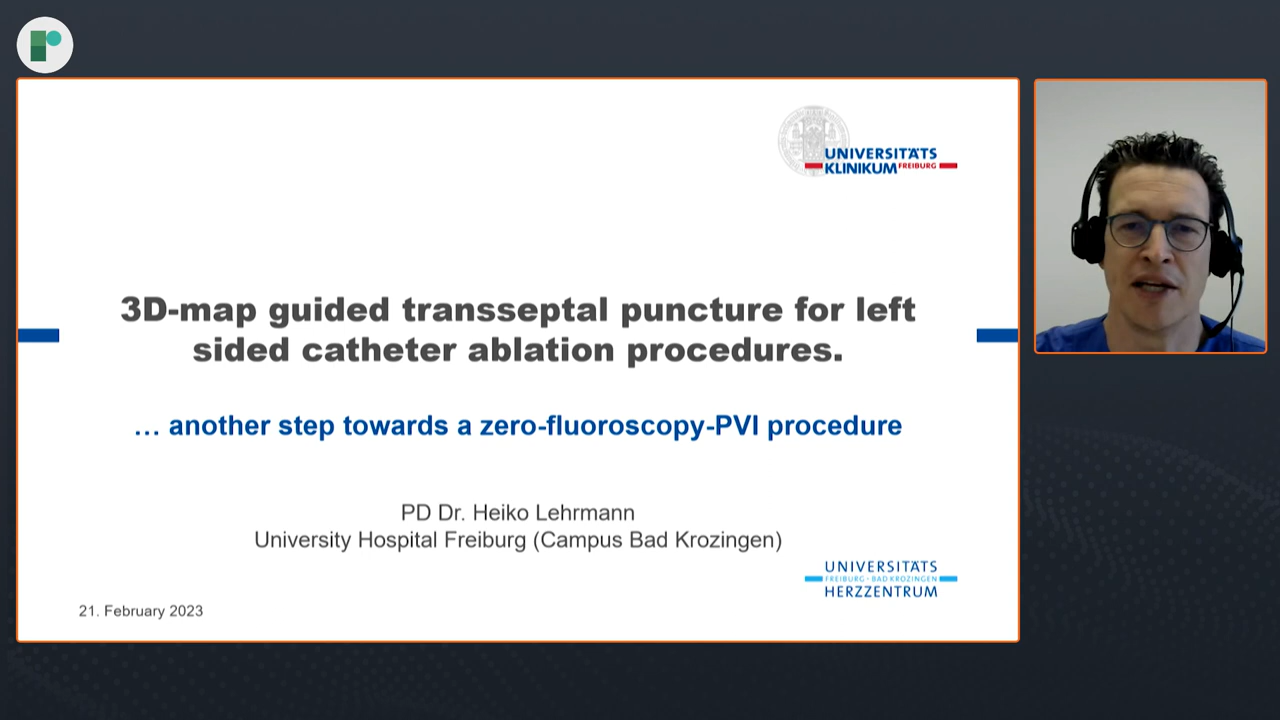 UNIVERSITÄTS
KLINIKUM FREIBURG
3D-map guided transseptal puncture for left
sided catheter ablation procedures.
… another step towards a zero-fluoroscopy-PVI procedure
PD Dr. Heiko Lehrmann
University Hospital Freiburg (Campus Bad Krozingen)
UNIVERSITÄTS
FREIBURG · BAD KROZINGEN
HERZZENTRUM
21. February 2023